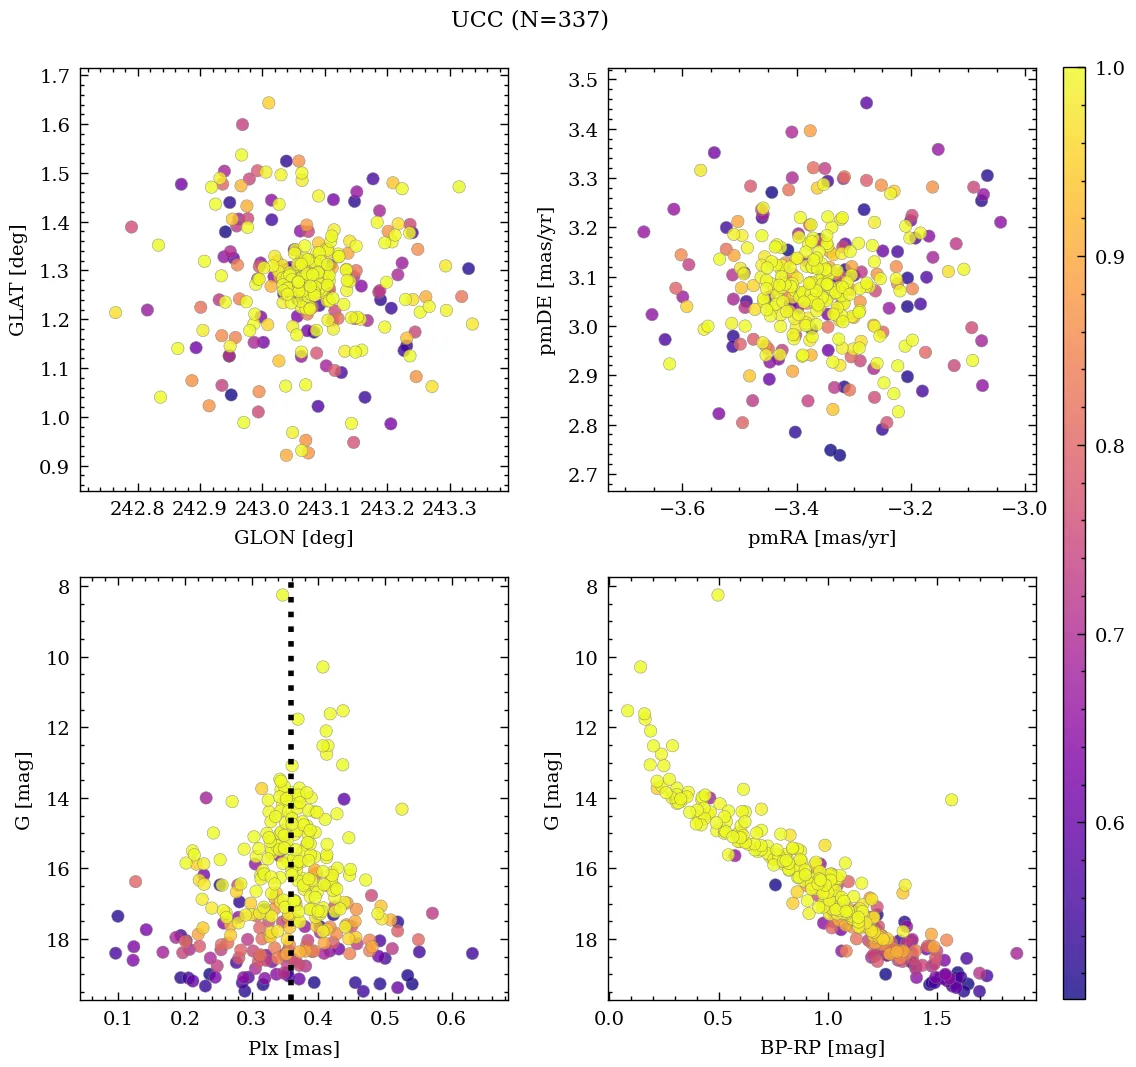 UCC (N=337)
1.7
1.6
1.5
1.4
1.3
1.2
1.1
1.0
0.9
GLAT [deg]
242.8 242.9 243.0 243.1 243.2 243.3
GLON [deg]
3.5
3.4
3.3
3.2
3.1
3.0
2.9
2.8
2.7
pmDE [mas/yr]
−3.6 −3.4 −3.2 −3.0
pmRA [mas/yr]
8
10
12
14
16
18
G [mag]
0.1 0.2 0.3 0.4 0.5 0.6
Plx [mas]
8
10
12
14
16
18
G [mag]
0.0 0.5 1.0 1.5
BP-RP [mag]
1.0
0.9
0.8
0.7
0.6